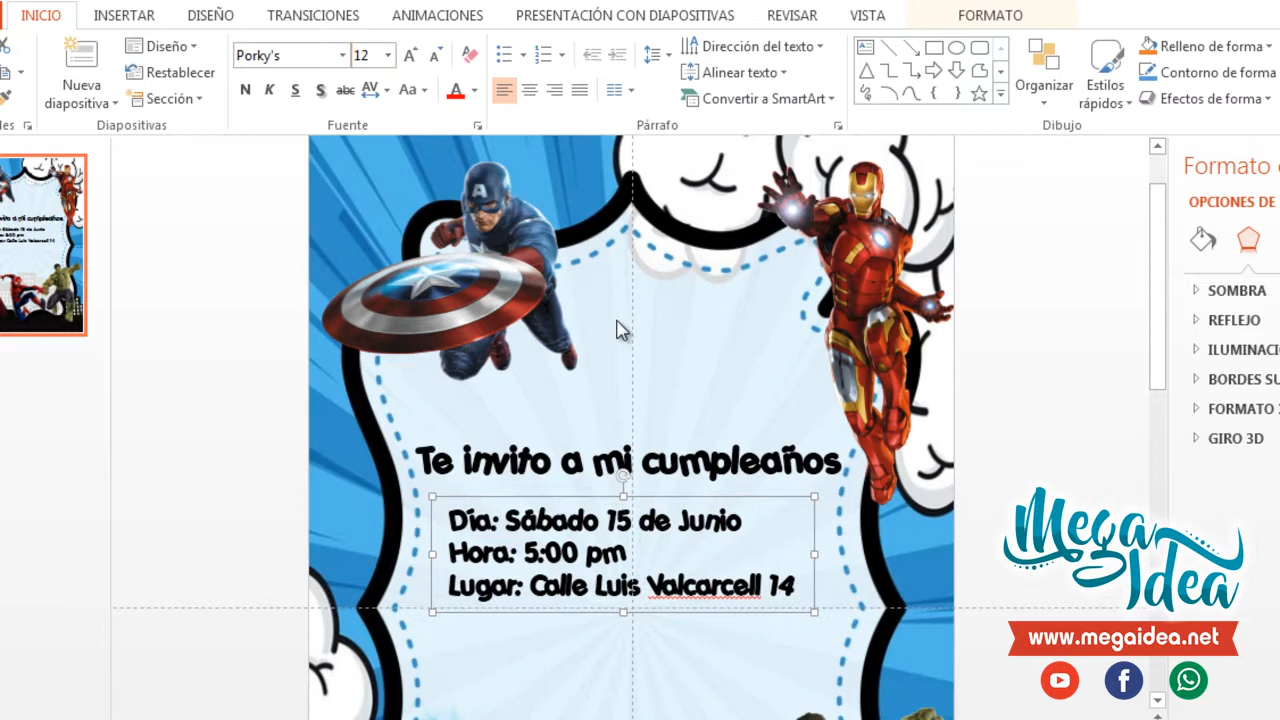 INICIO INSERTAR DISEÑO TRANSICIONES ANIMACIONES PRESENTACIÓN CON DIAPOSITIVAS REVISAR VISTA FORMATO
Nueva diapositiva
Diseño
Restablecer
Sección
Diapositivas
Porky's 12
N K S S abc AV Aa A
Fuente
Dirección del texto
Alinear texto
Convertir a SmartArt
Párrafo
Organizar
Estilos rápidos
Relleno de forma
Contorno de forma
Efectos de forma
Dibujo
Te invito a mi cumpleaños
Día: Sábado 15 de Junio
Hora: 5:00 pm
Lugar: Calle Luis Valcarcell 14
Formato
OPCIONES DE
SOMBRA
REFLEJO
ILUMINACI
BORDES SU
FORMATO
GIRO 3D
Mega
Idea
www.megaidea.net